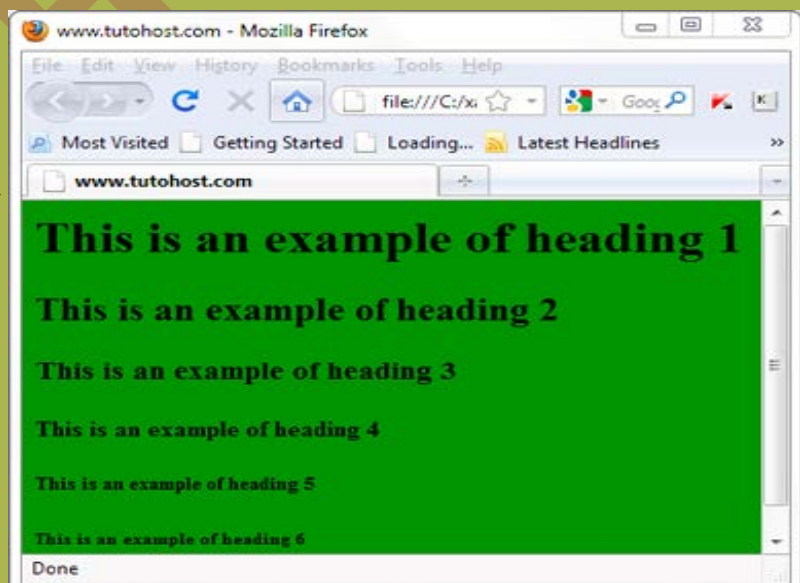 www.tutohost.com - Mozilla Firefox
File Edit View History Bookmarks Tools Help
file:///C:/xa Goog
Most Visited Getting Started Loading... Latest Headlines »
www.tutohost.com
This is an example of heading 1
This is an example of heading 2
This is an example of heading 3
This is an example of heading 4
This is an example of heading 5
This is an example of heading 6
Done